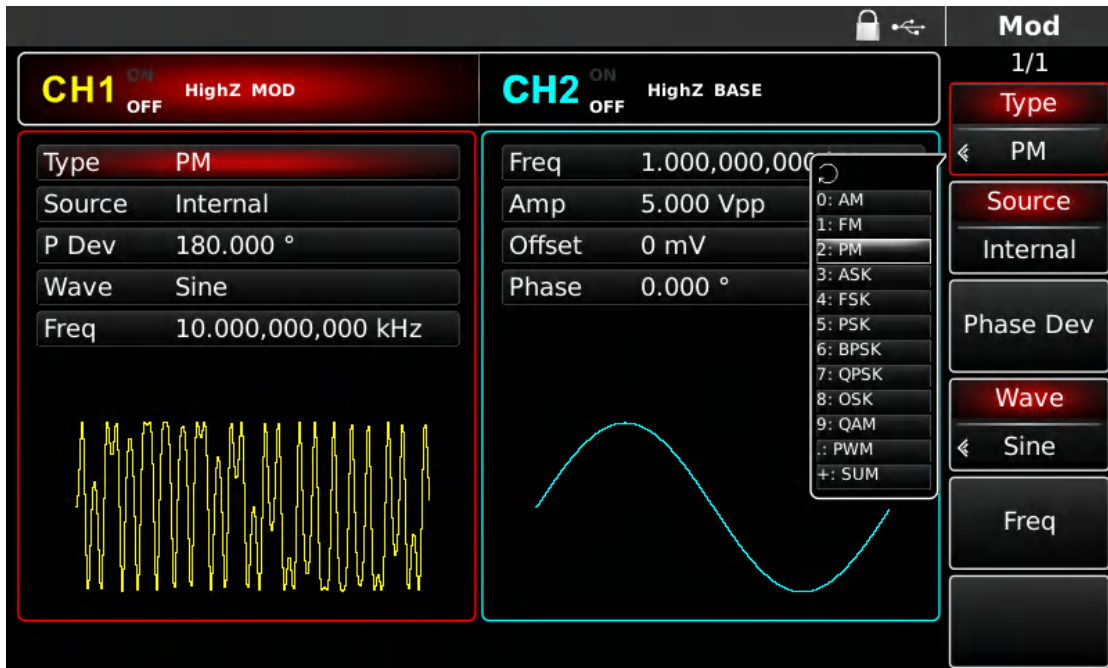 Mod
1/1
CH1 ON OFF HighZ MOD
CH2 ON OFF HighZ BASE
Type PM
Source Internal
P Dev 180.000 °
Wave Sine
Freq 10.000,000,000 kHz
Freq 1.000,000,000
Amp 5.000 Vpp
Offset 0 mV
Phase 0.000 °
0: AM
1: FM
2: PM
3: ASK
4: FSK
5: PSK
6: BPSK
7: QPSK
8: OSK
9: QAM
.: PWM
+: SUM
Type
PM
Source
Internal
Phase Dev
Wave
Sine
Freq